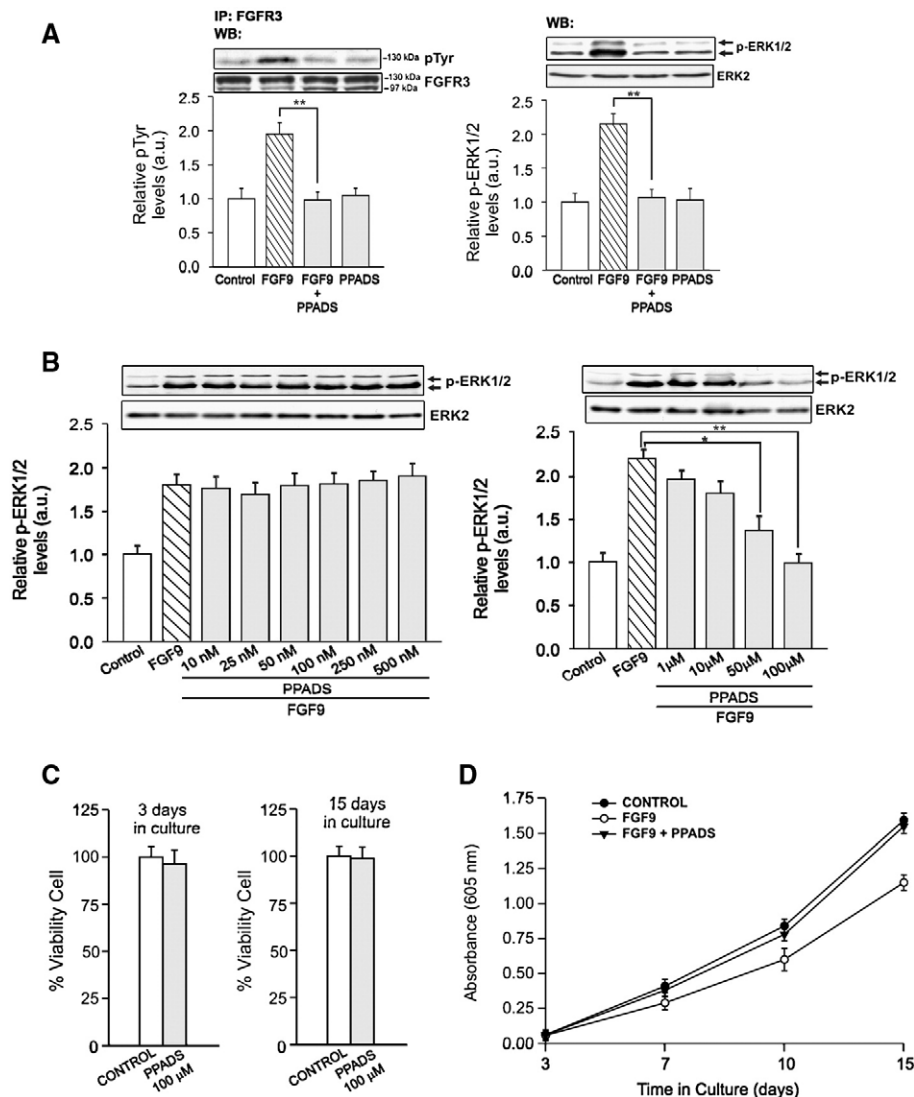 A
IP: FGFR3
WB:
–130 kDa pTyr
–130 kDa
–97 kDa
FGFR3
Relative pTyr
levels (a.u.)
2.5
2.0
1.5
1.0
0.5
0.0
**
Control FGF9 FGF9 PPADS
+
PPADS
WB:
p-ERK1/2
ERK2
Relative p-ERK1/2
levels (a.u.)
2.5
2.0
1.5
1.0
0.5
0.0
**
Control FGF9 FGF9 PPADS
+
PPADS
B
p-ERK1/2
ERK2
Relative p-ERK1/2
levels (a.u.)
2.5
2.0
1.5
1.0
0.5
0.0
Control FGF9 10 nM 25 nM 50 nM 100 nM 250 nM 500 nM
PPADS
FGF9
p-ERK1/2
ERK2
Relative p-ERK1/2
levels (a.u.)
2.5
2.0
1.5
1.0
0.5
0.0
**
*
Control FGF9 1µM 10µM 50µM 100µM
PPADS
FGF9
C
% Viability Cell
125
100
75
50
25
0
3 days
in culture
CONTROL PPADS
100 µM
% Viability Cell
125
100
75
50
25
0
15 days
in culture
CONTROL PPADS
100 µM
D
Absorbance (605 nm)
1.75
1.50
1.25
1.00
0.75
0.50
0.25
0.00
CONTROL
FGF9
FGF9 + PPADS
3 7 10 15
Time in Culture (days)